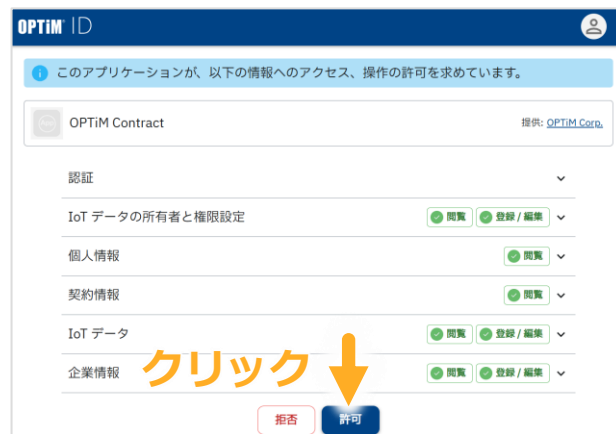 OPTiM ID
このアプリケーションが、以下の情報へのアクセス、操作の許可を求めています。
OPTiM Contract 提供: OPTiM Corp.
認証
IoT データの所有者と権限設定 閲覧 登録 / 編集
個人情報 閲覧
契約情報 閲覧
IoT データ 閲覧 登録 / 編集
企業情報 閲覧 登録 / 編集
クリック
拒否 許可